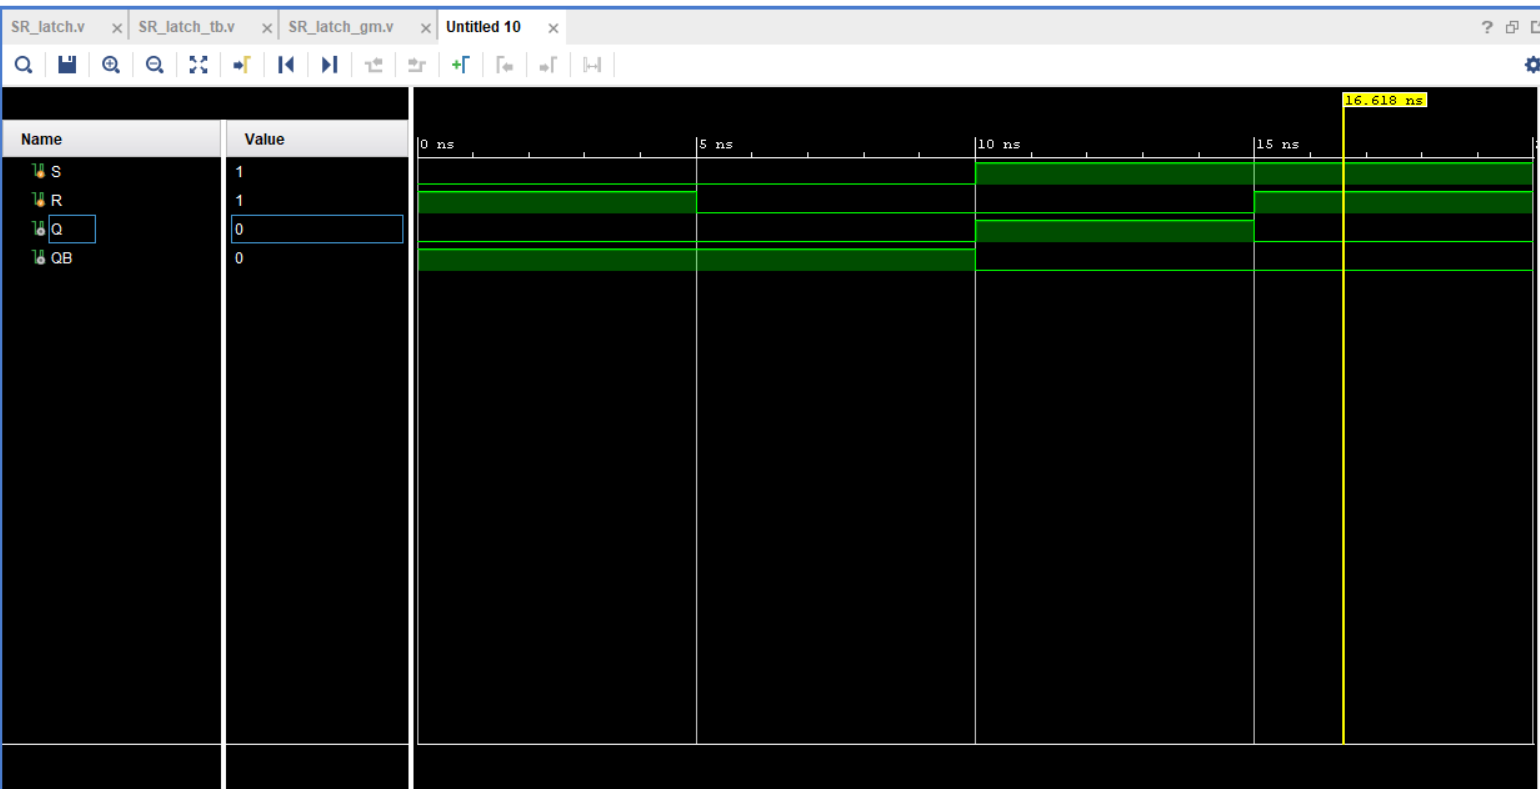 SR_latch.v × SR_latch_tb.v × SR_latch_gm.v × Untitled 10 × ?
16.618 ns
Name Value 0 ns 5 ns 10 ns 15 ns
S 1
R 1
Q 0
QB 0